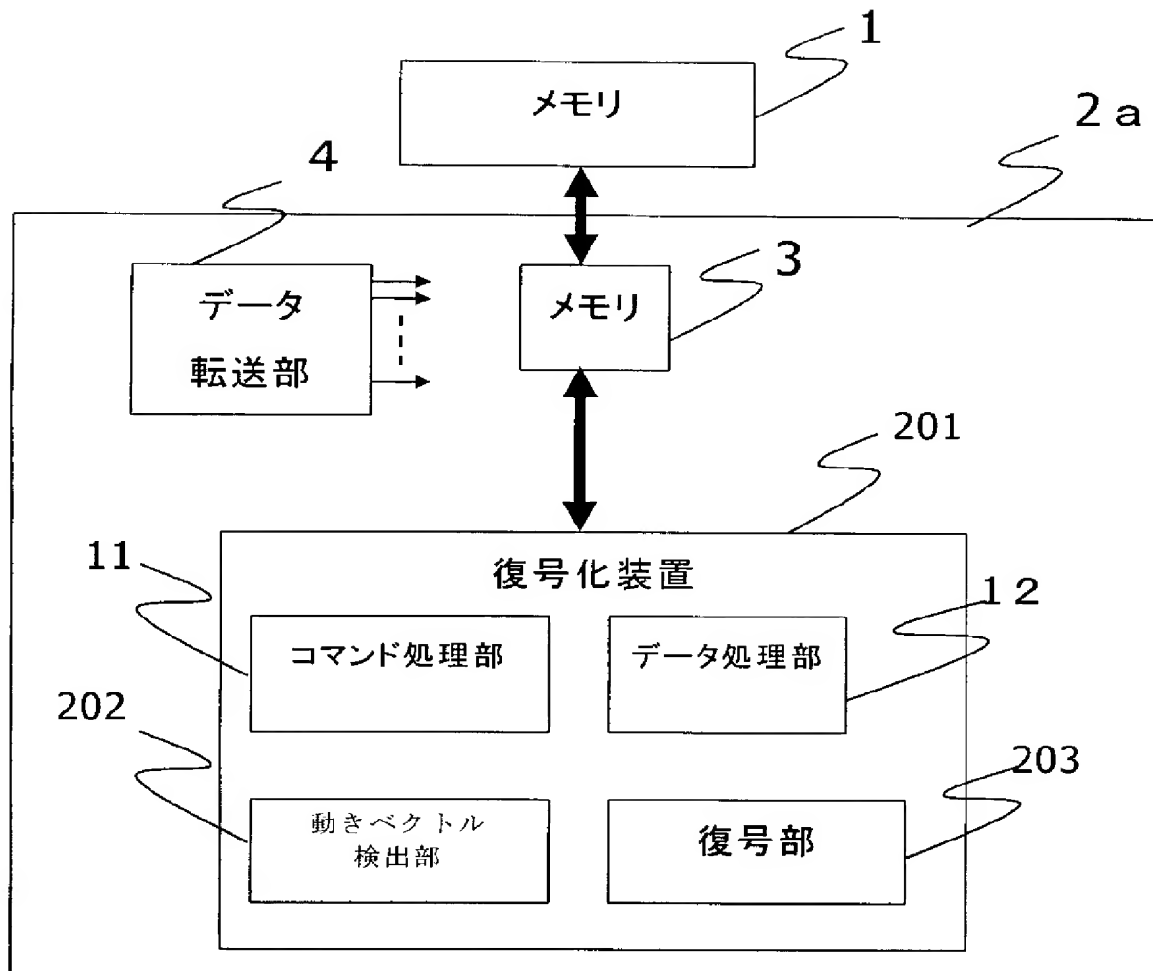 1
メモリ
2a
4
3
データ
転送部
メモリ
201
復号化装置
11
12
コマンド処理部
データ処理部
202
203
動きベクトル
検出部
復号部